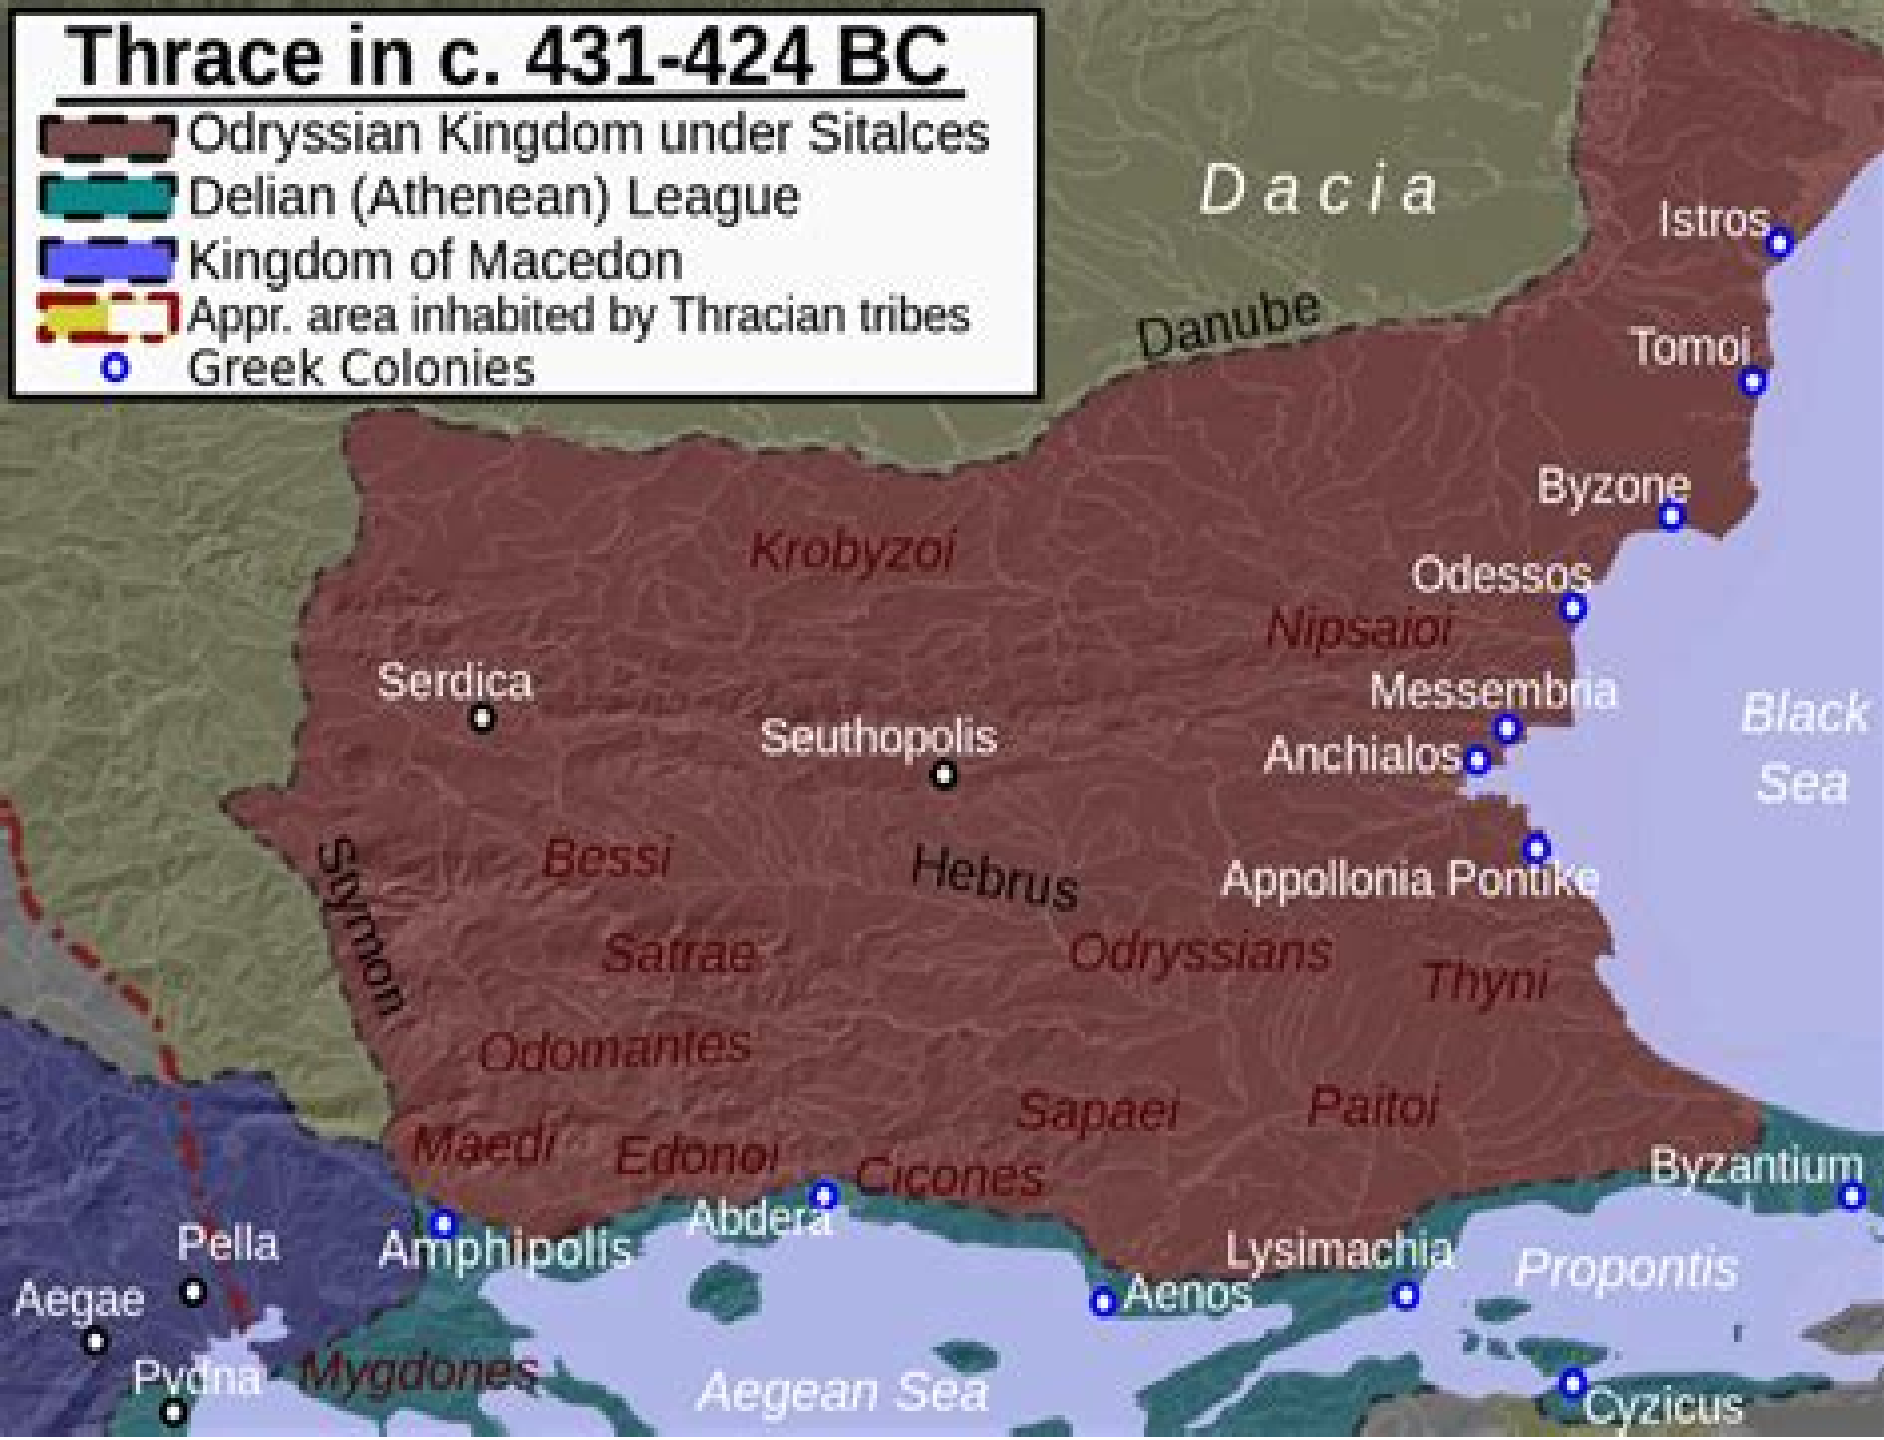 Thrace in c. 431-424 BC
Odryssian Kingdom under Sitalces
Delian (Athenean) League
Kingdom of Macedon
Appr. area inhabited by Thracian tribes
Greek Colonies
Dacia
Istros
Danube
Tomoi
Byzone
Krobyzoi
Odessos
Nipsaioi
Serdica
Messembria
Black
Sea
Seuthopolis
Anchialos
Stymon
Bessi
Hebrus
Appollonia Pontike
Satrae
Odryssians
Thyni
Odomantes
Sapaei
Paitoi
Maedi
Edonoi
Cicones
Byzantium
Abdera
Pella
Amphipolis
Lysimachia
Propontis
Aegae
Aenos
Pydna
Mygdones
Aegean Sea
Cyzicus